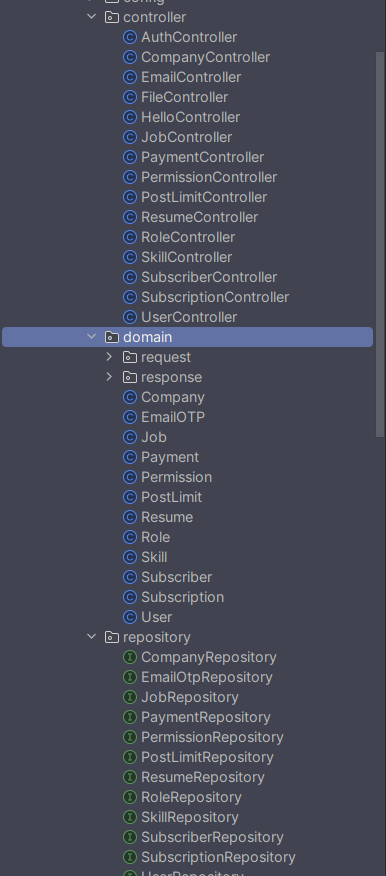 config
controller
AuthController
CompanyController
EmailController
FileController
HelloController
JobController
PaymentController
PermissionController
PostLimitController
ResumeController
RoleController
SkillController
SubscriberController
SubscriptionController
UserController
domain
request
response
Company
EmailOTP
Job
Payment
Permission
PostLimit
Resume
Role
Skill
Subscriber
Subscription
User
repository
CompanyRepository
EmailOtpRepository
JobRepository
PaymentRepository
PermissionRepository
PostLimitRepository
ResumeRepository
RoleRepository
SkillRepository
SubscriberRepository
SubscriptionRepository
UserRepository